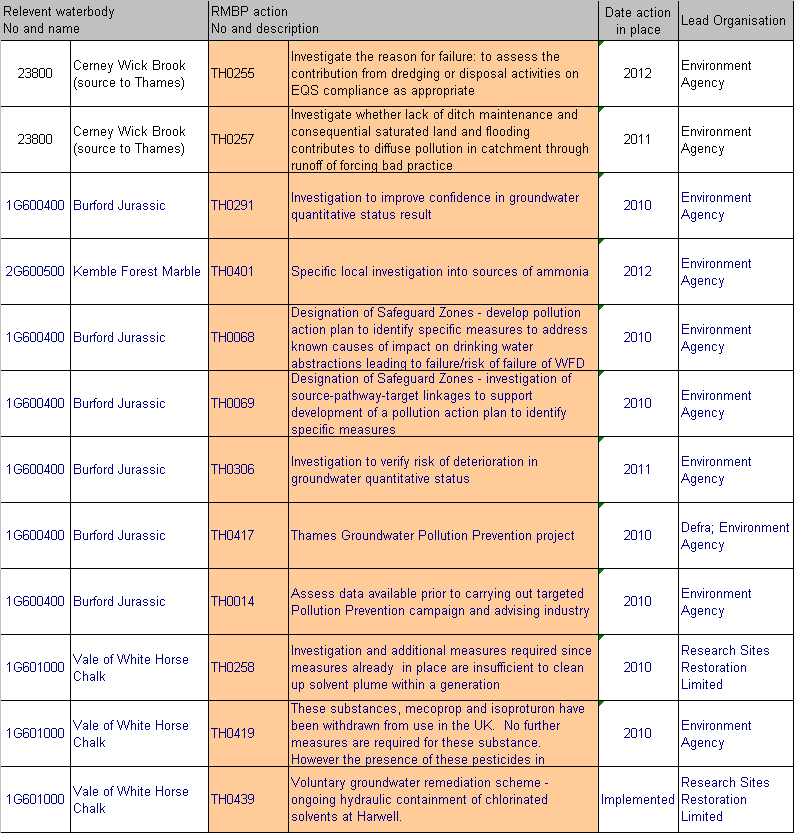 Relevent waterbody
No and name
RMBP action
No and description
Date action
in place
Lead Organisation
23800
Cerney Wick Brook
(source to Thames)
TH0255
Investigate the reason for failure: to assess the
contribution from dredging or disposal activities on
EQS compliance as appropriate
2012
Environment
Agency
23800
Cerney Wick Brook
(source to Thames)
TH0257
Investigate whether lack of ditch maintenance and
consequential saturated land and flooding
contributes to diffuse pollution in catchment through
runoff of forcing bad practice
2011
Environment
Agency
1G600400
Burford Jurassic
TH0291
Investigation to improve confidence in groundwater
quantitative status result
2010
Environment
Agency
2G600500
Kemble Forest Marble
TH0401
Specific local investigation into sources of ammonia
2012
Environment
Agency
1G600400
Burford Jurassic
TH0068
Designation of Safeguard Zones - develop pollution
action plan to identify specific measures to address
known causes of impact on drinking water
abstractions leading to failure/risk of failure of WFD
2010
Environment
Agency
1G600400
Burford Jurassic
TH0069
Designation of Safeguard Zones - investigation of
source-pathway-target linkages to support
development of a pollution action plan to identify
specific measures
2010
Environment
Agency
1G600400
Burford Jurassic
TH0306
Investigation to verify risk of deterioration in
groundwater quantitative status
2011
Environment
Agency
1G600400
Burford Jurassic
TH0417
Thames Groundwater Pollution Prevention project
2010
Defra; Environment
Agency
1G600400
Burford Jurassic
TH0014
Assess data available prior to carrying out targeted
Pollution Prevention campaign and advising industry
2010
Environment
Agency
1G601000
Vale of White Horse
Chalk
TH0258
Investigation and additional measures required since
measures already  in place are insufficient to clean
up solvent plume within a generation
2010
Research Sites
Restoration
Limited
1G601000
Vale of White Horse
Chalk
TH0419
These substances, mecoprop and isoproturon have
been withdrawn from use in the UK.  No further
measures are required for these substance.
However the presence of these pesticides in
2010
Environment
Agency
1G601000
Vale of White Horse
Chalk
TH0439
Voluntary groundwater remediation scheme -
ongoing hydraulic containment of chlorinated
solvents at Harwell.
Implemented
Research Sites
Restoration
Limited